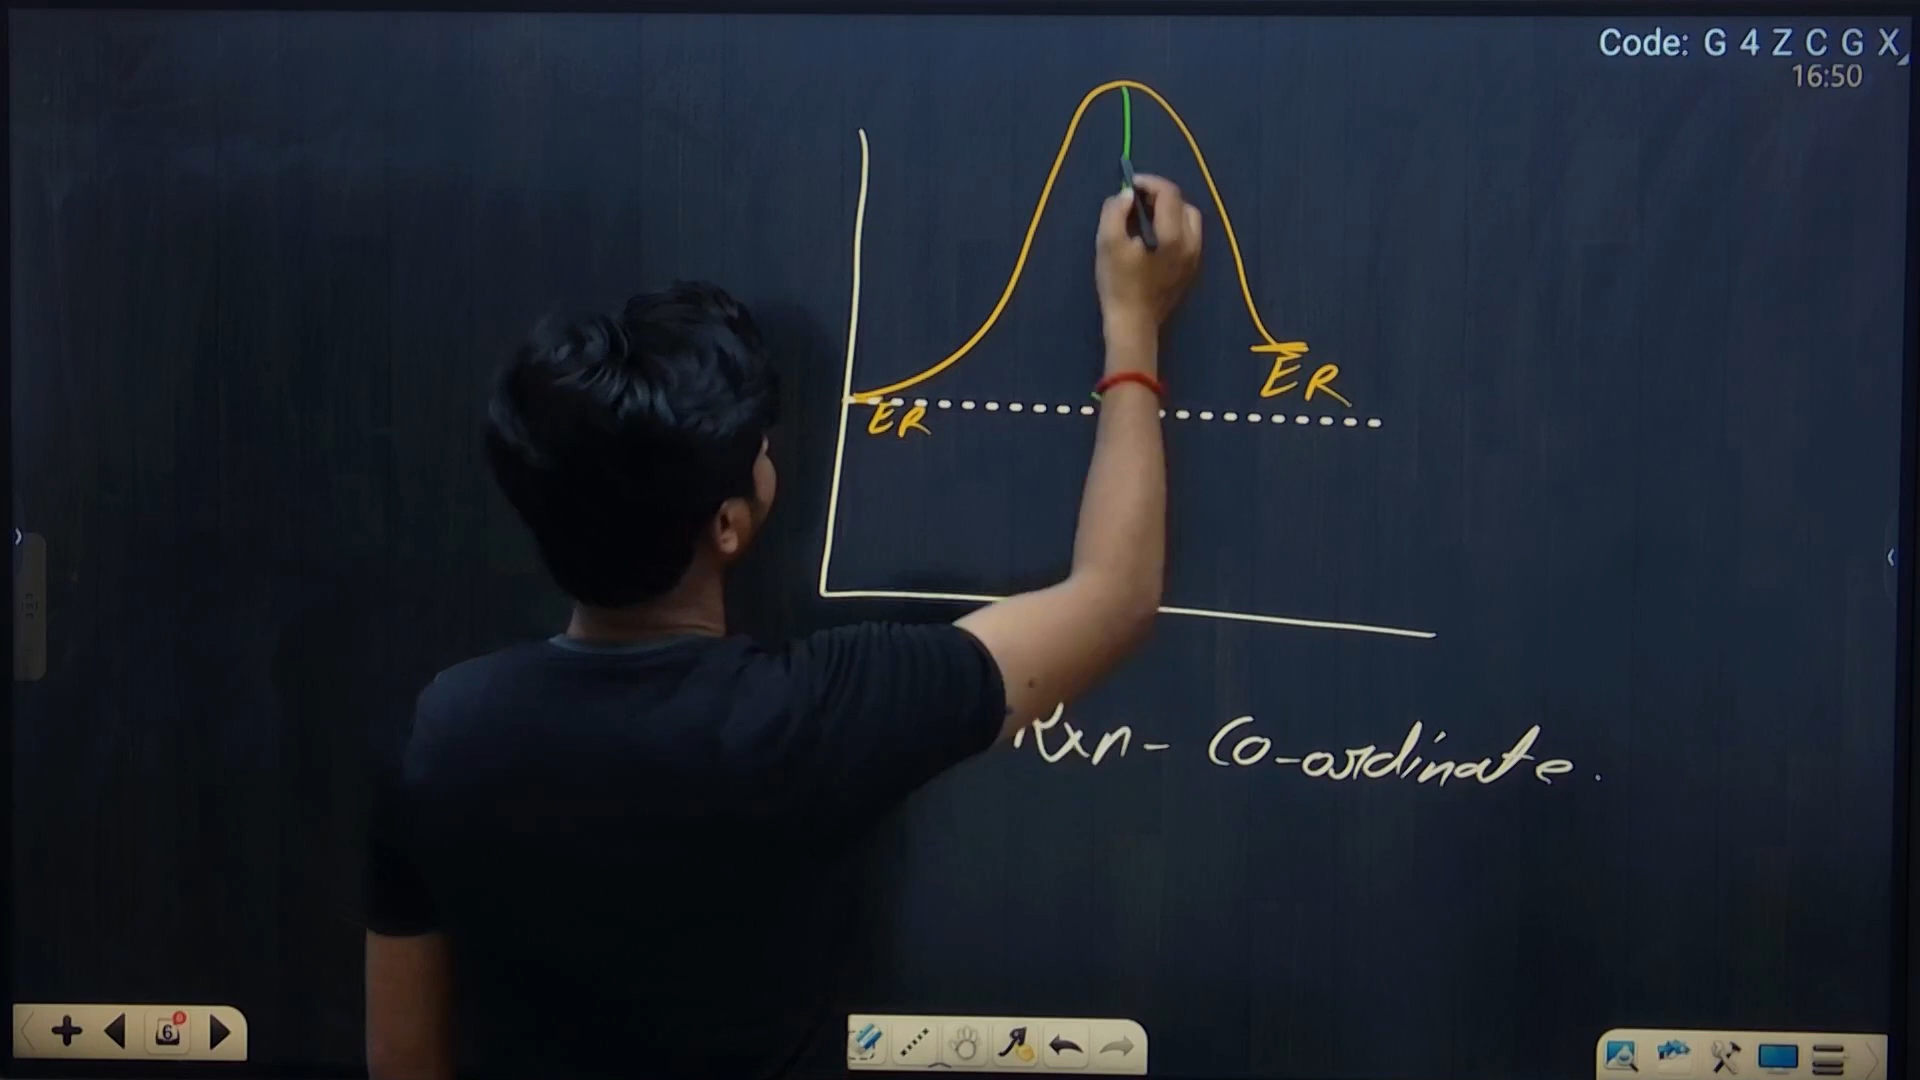 Code: G 4 Z C G X
16:50
ER
ER
Rxn - Co-ordinate.
6